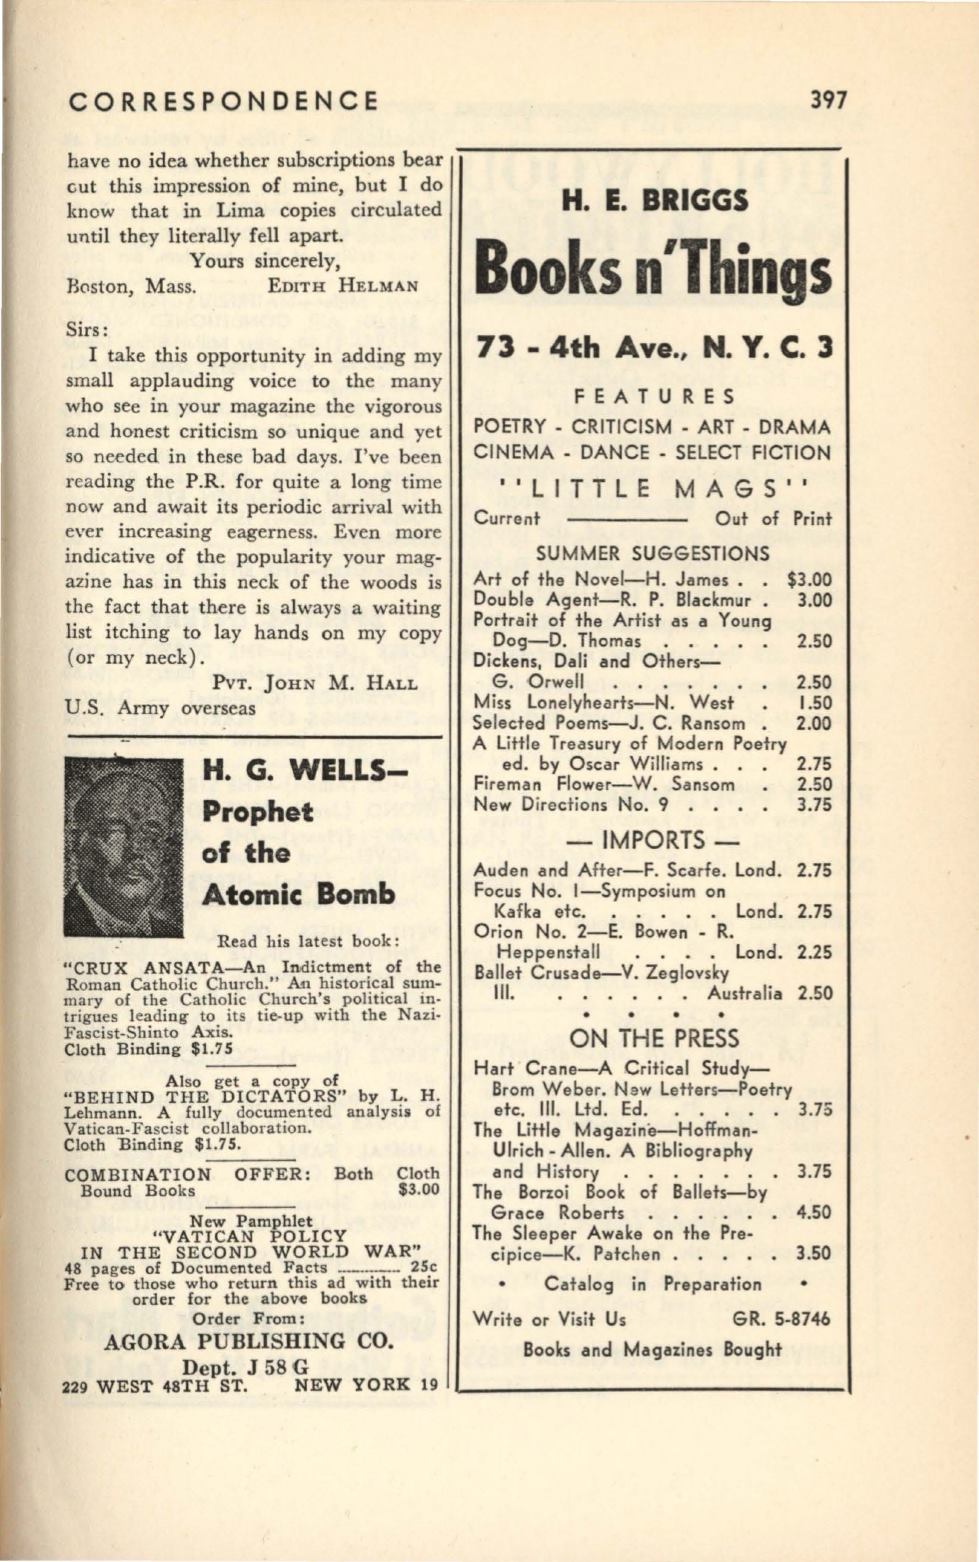 CORRESPONDENCE
397
have no idea whether subscriptions bear
cut this impression of mine, but I do
know that in Lima copies circulated
until they literally fell apart.
Yours sincerely,
Boston, Mass. EDITH HELMAN
Sirs:
I take this opportunity in adding my
small applauding voice to the many
who see in your magazine the vigorous
and honest criticism so unique and yet
so needed in these bad days. I've been
reading the P.R. for quite a long time
now and await its periodic arrival with
ever increasing eagerness. Even more
indicative of the popularity your mag-
azine has in this neck of the woods is
the fact that there is always a waiting
list itching to lay hands on my copy
(or my neck).
PVT. JOHN M. HALL
U.S. Army overseas
H. G. WELLS—
Prophet
of the
Atomic Bomb
Read his latest book:
"CRUX ANSATA—An Indictment of the
Roman Catholic Church." An historical sum-
mary of the Catholic Church's political in-
trigues leading to its tie-up with the Nazi-
Fascist-Shinto Axis.
Cloth Binding $1.75
Also get a copy of
"BEHIND THE DICTATORS" by L. H.
Lehmann. A fully documented analysis of
Vatican-Fascist collaboration.
Cloth Binding $1.75.
COMBINATION OFFER: Both Cloth
Bound Books $3.00
New Pamphlet
"VATICAN POLICY
IN THE SECOND WORLD WAR"
48 pages of Documented Facts ______ 25c
Free to those who return this ad with their
order for the above books
Order From:
AGORA PUBLISHING CO.
Dept. J 58 G
229 WEST 48TH ST. NEW YORK 19
H. E. BRIGGS
Books n'Things
73 - 4th Ave., N. Y. C. 3
FEATURES
POETRY - CRITICISM - ART - DRAMA
CINEMA - DANCE - SELECT FICTION
''LITTLE MAGS''
Current ———— Out of Print
SUMMER SUGGESTIONS
Art of the Novel—H. James . . $3.00
Double Agent—R. P. Blackmur . 3.00
Portrait of the Artist as a Young
Dog—D. Thomas . . . . . 2.50
Dickens, Dali and Others—
G. Orwell . . . . . . . 2.50
Miss Lonelyhearts—N. West . 1.50
Selected Poems—J. C. Ransom . 2.00
A Little Treasury of Modern Poetry
ed. by Oscar Williams . . . 2.75
Fireman Flower—W. Sansom . 2.50
New Directions No. 9 . . . . 3.75
— IMPORTS —
Auden and After—F. Scarfe. Lond. 2.75
Focus No. I—Symposium on
Kafka etc. . . . . . Lond. 2.75
Orion No. 2—E. Bowen - R.
Heppenstall . . . . Lond. 2.25
Ballet Crusade—V. Zeglovsky
Ill. . . . . . . Australia 2.50
• • • •
ON THE PRESS
Hart Crane—A Critical Study—
Brom Weber. New Letters—Poetry
etc. Ill. Ltd. Ed. . . . . . 3.75
The Little Magazine—Hoffman-
Ulrich - Allen. A Bibliography
and History . . . . . . . 3.75
The Borzoi Book of Ballets—by
Grace Roberts . . . . . . 4.50
The Sleeper Awake on the Pre-
cipice—K. Patchen . . . . . 3.50
• Catalog in Preparation •
Write or Visit Us GR. 5-8746
Books and Magazines Bought